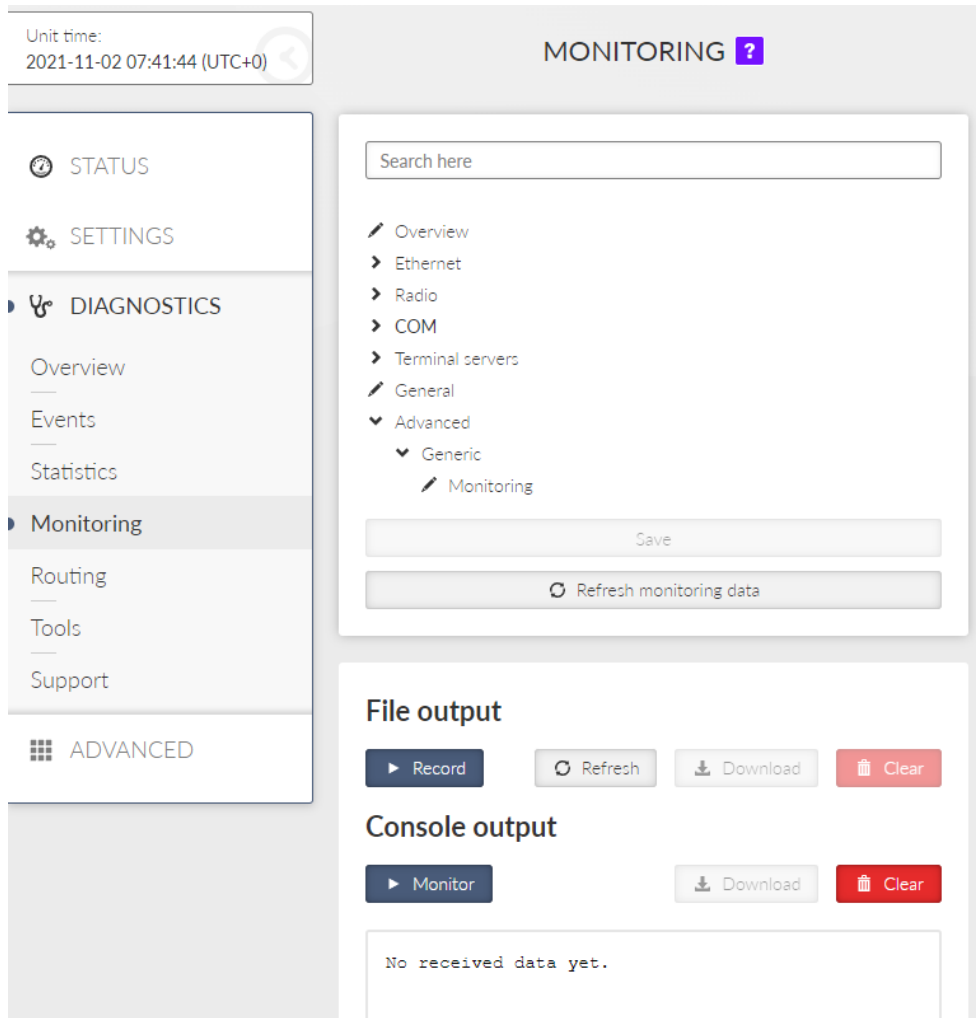 Unit time:
2021-11-02 07:41:44 (UTC+0)
MONITORING ?
STATUS
SETTINGS
DIAGNOSTICS
Overview
Events
Statistics
Monitoring
Routing
Tools
Support
ADVANCED
Search here
Overview
Ethernet
Radio
COM
Terminal servers
General
Advanced
Generic
Monitoring
Save
Refresh monitoring data
File output
Record Refresh Download Clear
Console output
Monitor Download Clear
No received data yet.